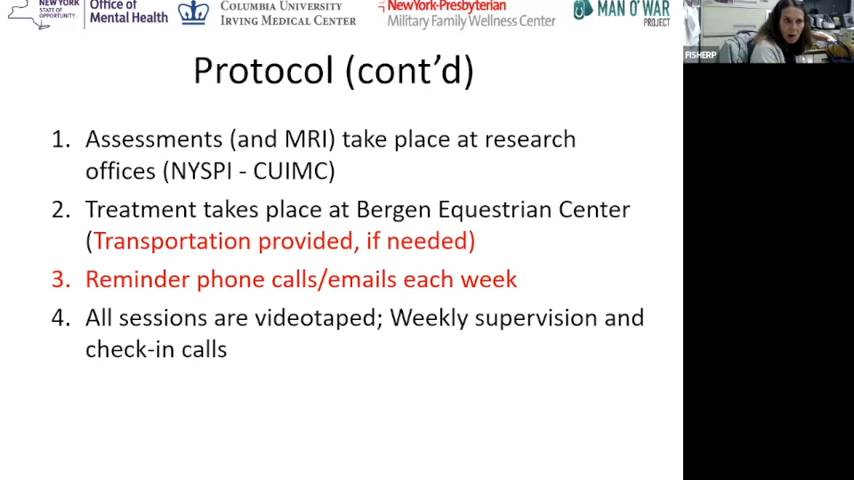 NEW YORK
STATE OF
OPPORTUNITY.
Office of
Mental Health
COLUMBIA UNIVERSITY
IRVING MEDICAL CENTER
NewYork-Presbyterian
Military Family Wellness Center
MAN O' WAR
PROJECT
FISHERP
Protocol (cont'd)
1. Assessments (and MRI) take place at research
offices (NYSPI - CUIMC)
2. Treatment takes place at Bergen Equestrian Center
(Transportation provided, if needed)
3. Reminder phone calls/emails each week
4. All sessions are videotaped; Weekly supervision and
check-in calls